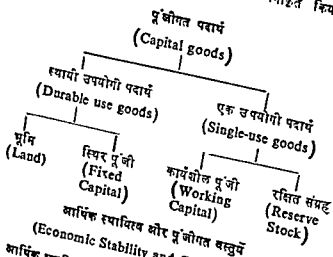 पूंजीगत पदार्थ
(Capital goods)
स्थायी उपयोगी पदार्थ
(Durable use goods)
एक उपयोगी पदार्थ
(Single-use goods)
भूमि
(Land)
स्थिर पूंजी
(Fixed
Capital)
कार्यशील पूंजी
(Working
Capital)
रक्षित संग्रह
(Reserve
Stock)
आर्थिक स्थायित्व और पूंजीगत वस्तुयें
(Economic Stability and
आर्थिक